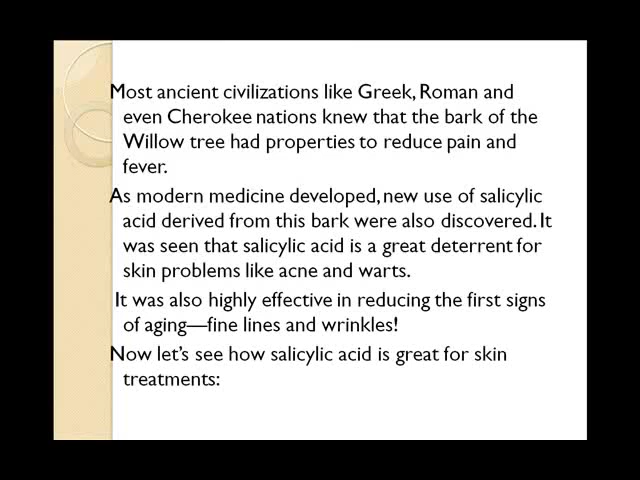 Most ancient civilizations like Greek, Roman and
even Cherokee nations knew that the bark of the
Willow tree had properties to reduce pain and
fever.
As modern medicine developed, new use of salicylic
acid derived from this bark were also discovered. It
was seen that salicylic acid is a great deterrent for
skin problems like acne and warts.
It was also highly effective in reducing the first signs
of aging—fine lines and wrinkles!
Now let's see how salicylic acid is great for skin
treatments: